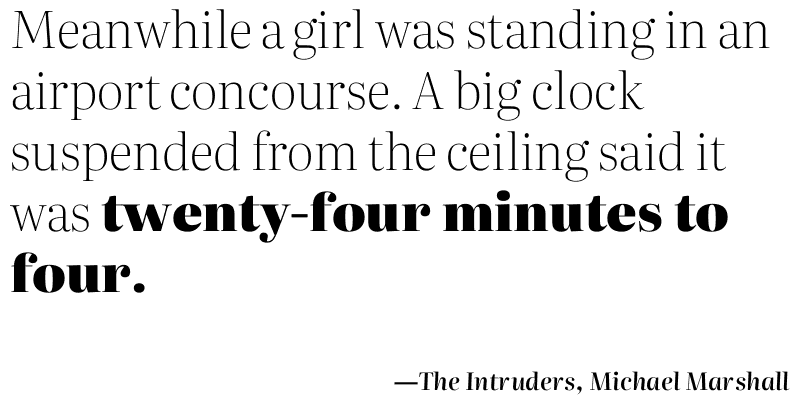 Meanwhile a girl was standing in an
airport concourse. A big clock
suspended from the ceiling said it
was twenty-four minutes to
four.
—The Intruders, Michael Marshall